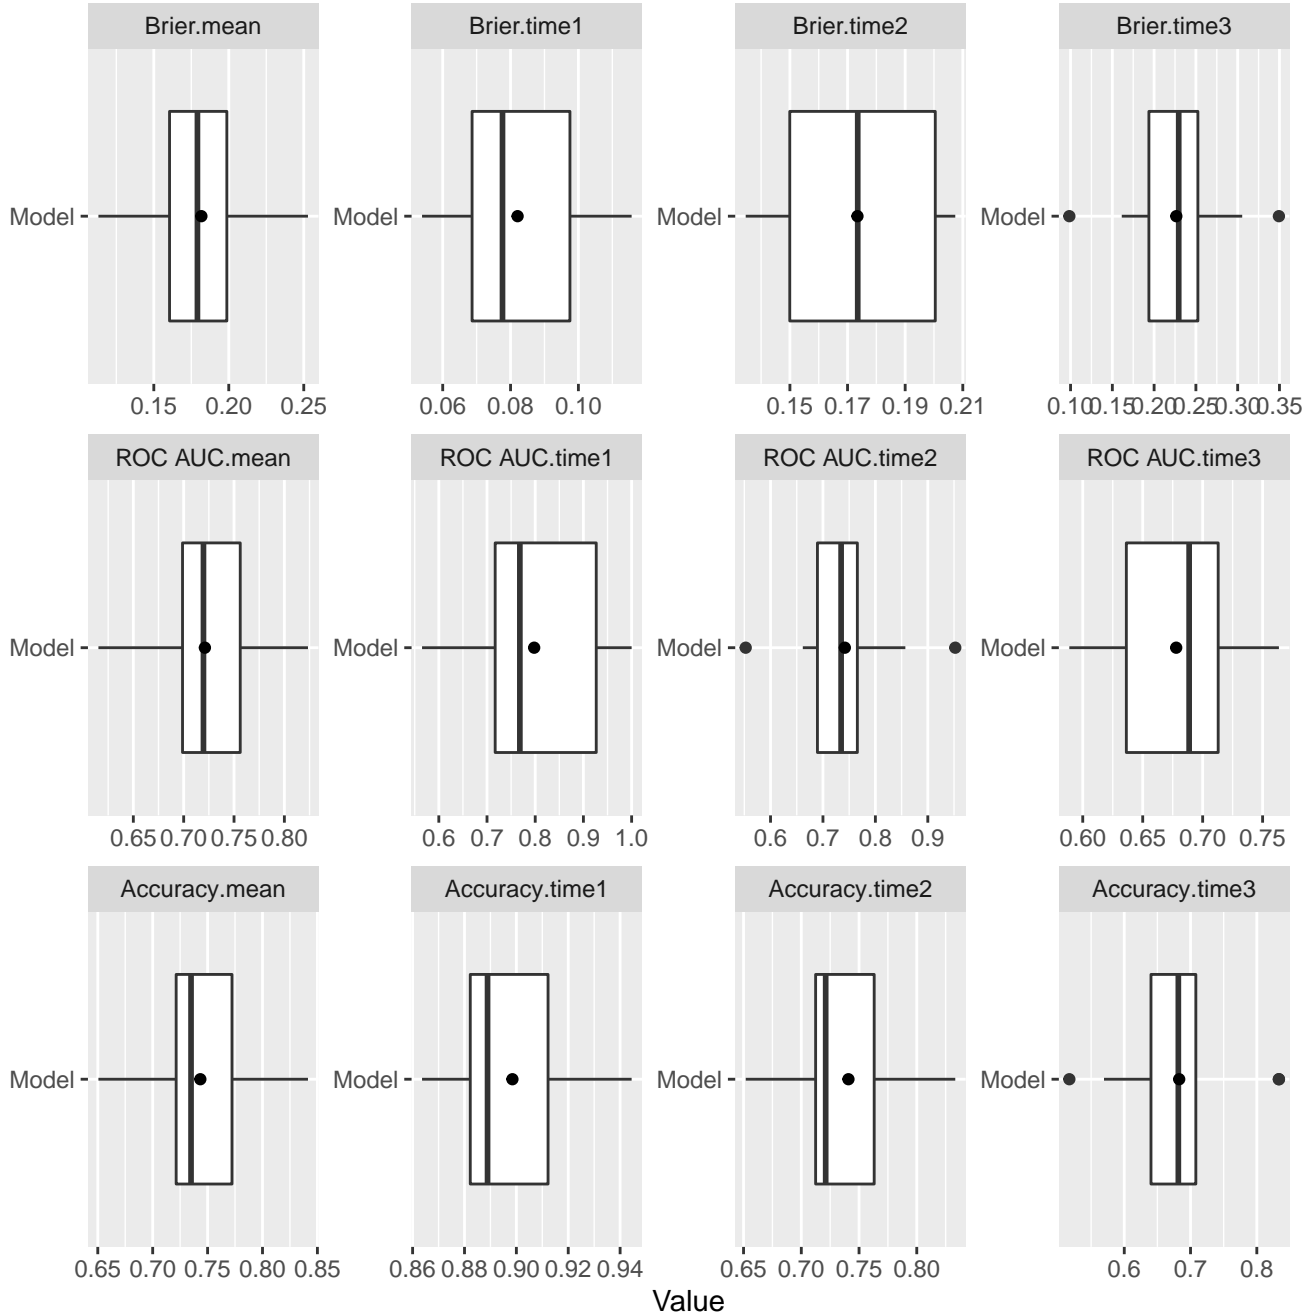 Brier.mean Brier.time1 Brier.time2 Brier.time3
Model Model Model Model
0.15 0.20 0.25 0.06 0.08 0.10 0.15 0.17 0.19 0.21 0.10 0.15 0.20 0.25 0.30 0.35
ROC AUC.mean ROC AUC.time1 ROC AUC.time2 ROC AUC.time3
Model Model Model Model
0.65 0.70 0.75 0.80 0.6 0.7 0.8 0.9 1.0 0.6 0.7 0.8 0.9 0.60 0.65 0.70 0.75
Accuracy.mean Accuracy.time1 Accuracy.time2 Accuracy.time3
Model Model Model Model
0.65 0.70 0.75 0.80 0.85 0.86 0.88 0.90 0.92 0.94 0.65 0.70 0.75 0.80 0.6 0.7 0.8
Value